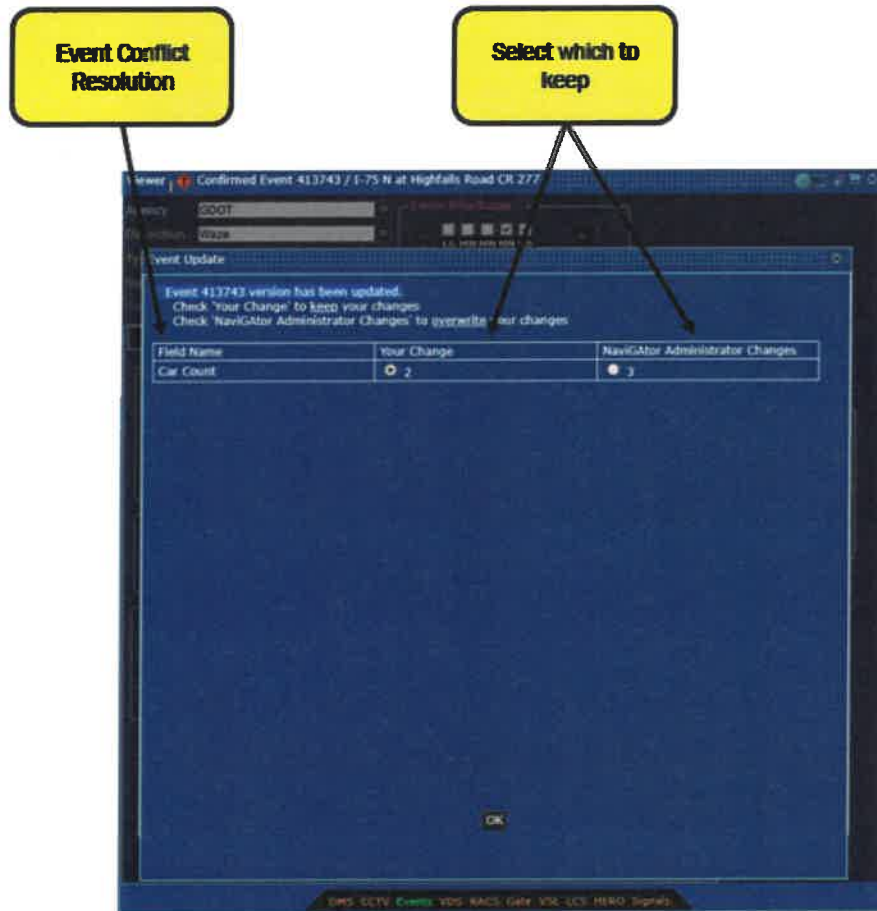 Event Conflict
Resolution
Select which to
keep
Confirmed Event 413743 / I-75 N at Highfalls Road CR 277
GDOT
Waze
Event Update
Event 413743 version has been updated.
Check 'Your Change' to keep your changes
Check 'NaviGAtor Administrator Changes' to overwrite your changes
Field Name Your Change NaviGAtor Administrator Changes
Car Count 2 3
OK
DMS CCTV Events VDS RACS Gate VSL LCS HERO Signals